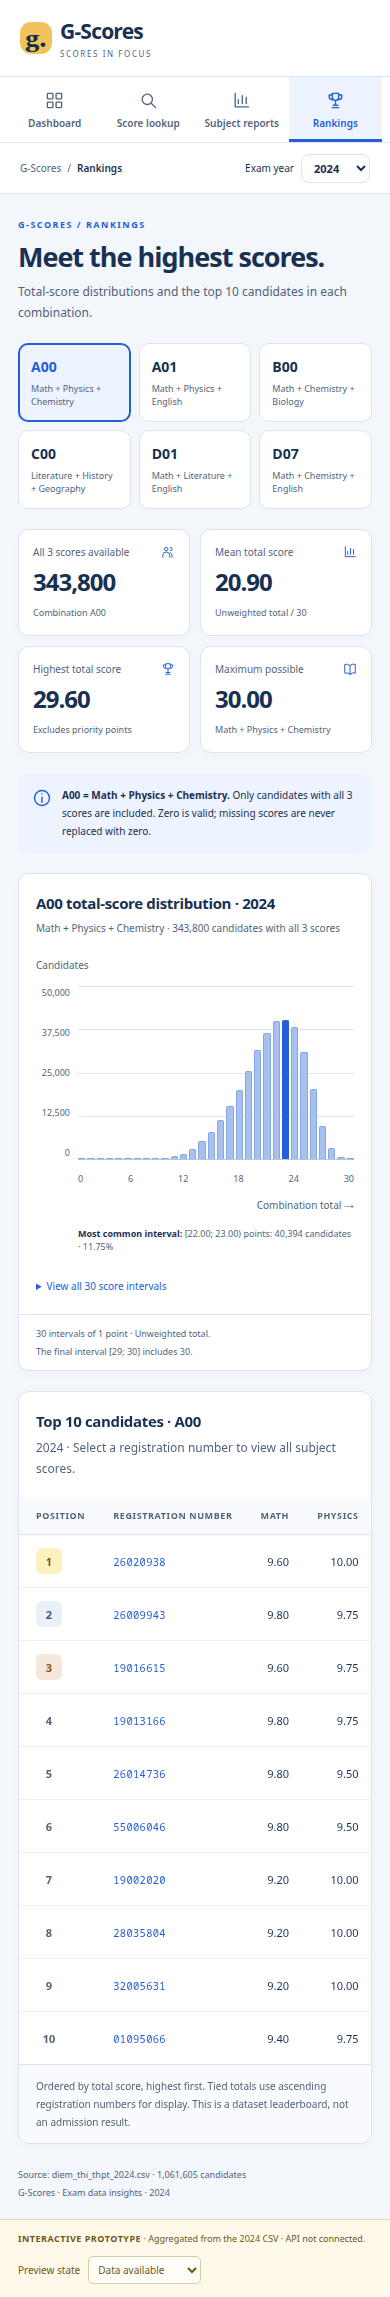 g. G-Scores
SCORES IN FOCUS
Dashboard
Score lookup
Subject reports
Rankings
G-Scores / Rankings
Exam year 2024
G-SCORES / RANKINGS
Meet the highest scores.
Total-score distributions and the top 10 candidates in each
combination.
A00
Math + Physics +
Chemistry
A01
Math + Physics +
English
B00
Math + Chemistry +
Biology
C00
Literature + History
+ Geography
D01
Math + Literature +
English
D07
Math + Chemistry +
English
All 3 scores available
343,800
Combination A00
Mean total score
20.90
Unweighted total / 30
Highest total score
29.60
Excludes priority points
Maximum possible
30.00
Math + Physics + Chemistry
A00 = Math + Physics + Chemistry. Only candidates with all 3
scores are included. Zero is valid; missing scores are never
replaced with zero.
A00 total-score distribution · 2024
Math + Physics + Chemistry · 343,800 candidates with all 3 scores
Candidates
50,000
37,500
25,000
12,500
0
0 6 12 18 24 30
Combination total →
Most common interval: [22.00; 23.00) points: 40,394 candidates
· 11.75%
▶ View all 30 score intervals
30 intervals of 1 point · Unweighted total.
The final interval [29; 30] includes 30.
Top 10 candidates · A00
2024 · Select a registration number to view all subject
scores.
POSITION REGISTRATION NUMBER MATH PHYSICS
1 26020938 9.60 10.00
2 26009943 9.80 9.75
3 19016615 9.60 9.75
4 19013166 9.80 9.75
5 26014736 9.80 9.50
6 55006046 9.80 9.50
7 19002020 9.20 10.00
8 28035804 9.20 10.00
9 32005631 9.20 10.00
10 01095066 9.40 9.75
Ordered by total score, highest first. Tied totals use ascending
registration numbers for display. This is a dataset leaderboard, not
an admission result.
Source: diem_thi_thpt_2024.csv · 1,061,605 candidates
G-Scores · Exam data insights · 2024
INTERACTIVE PROTOTYPE · Aggregated from the 2024 CSV · API not connected.
Preview state Data available